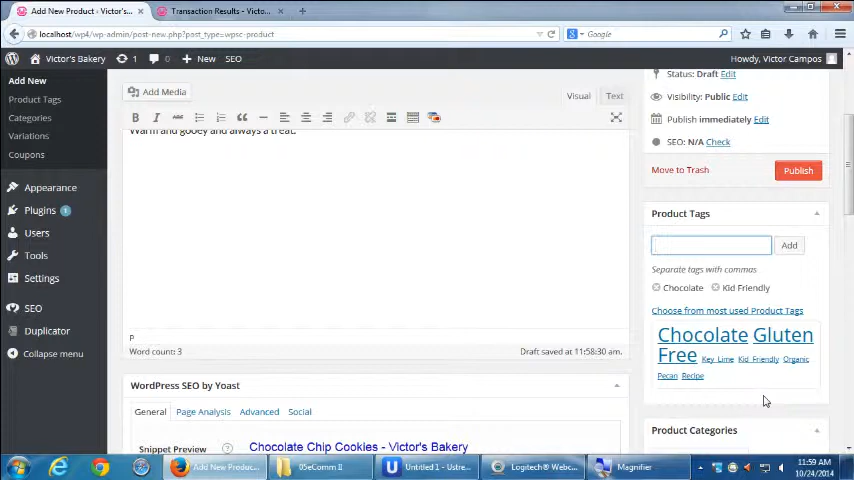 Add New Product ‹ Victor's ...
Transaction Results - Victo...
localhost/wp4/wp-admin/post-new.php?post_type=wpsc-product
Google
Victor's Bakery
1
0
New
SEO
Howdy, Victor Campos
Add New
Product Tags
Categories
Variations
Coupons
Appearance
Plugins 1
Users
Tools
Settings
SEO
Duplicator
Collapse menu
Add Media
Visual
Text
B I ABC
Warm and gooey and always a treat.
P
Word count: 3
Draft saved at 11:58:30 am.
WordPress SEO by Yoast
General
Page Analysis
Advanced
Social
Snippet Preview
?
Chocolate Chip Cookies - Victor's Bakery
Status: Draft Edit
Visibility: Public Edit
Publish immediately Edit
SEO: N/A Check
Move to Trash
Publish
Product Tags
Add
Separate tags with commas
Chocolate
Kid Friendly
Choose from most used Product Tags
Chocolate Gluten
Free Key Lime Kid Friendly Organic
Pecan Recipe
Product Categories
Add New Produc...
05eComm II
Untitled 1 - Ustre...
Logitech® Webc...
Magnifier
11:59 AM
10/24/2014